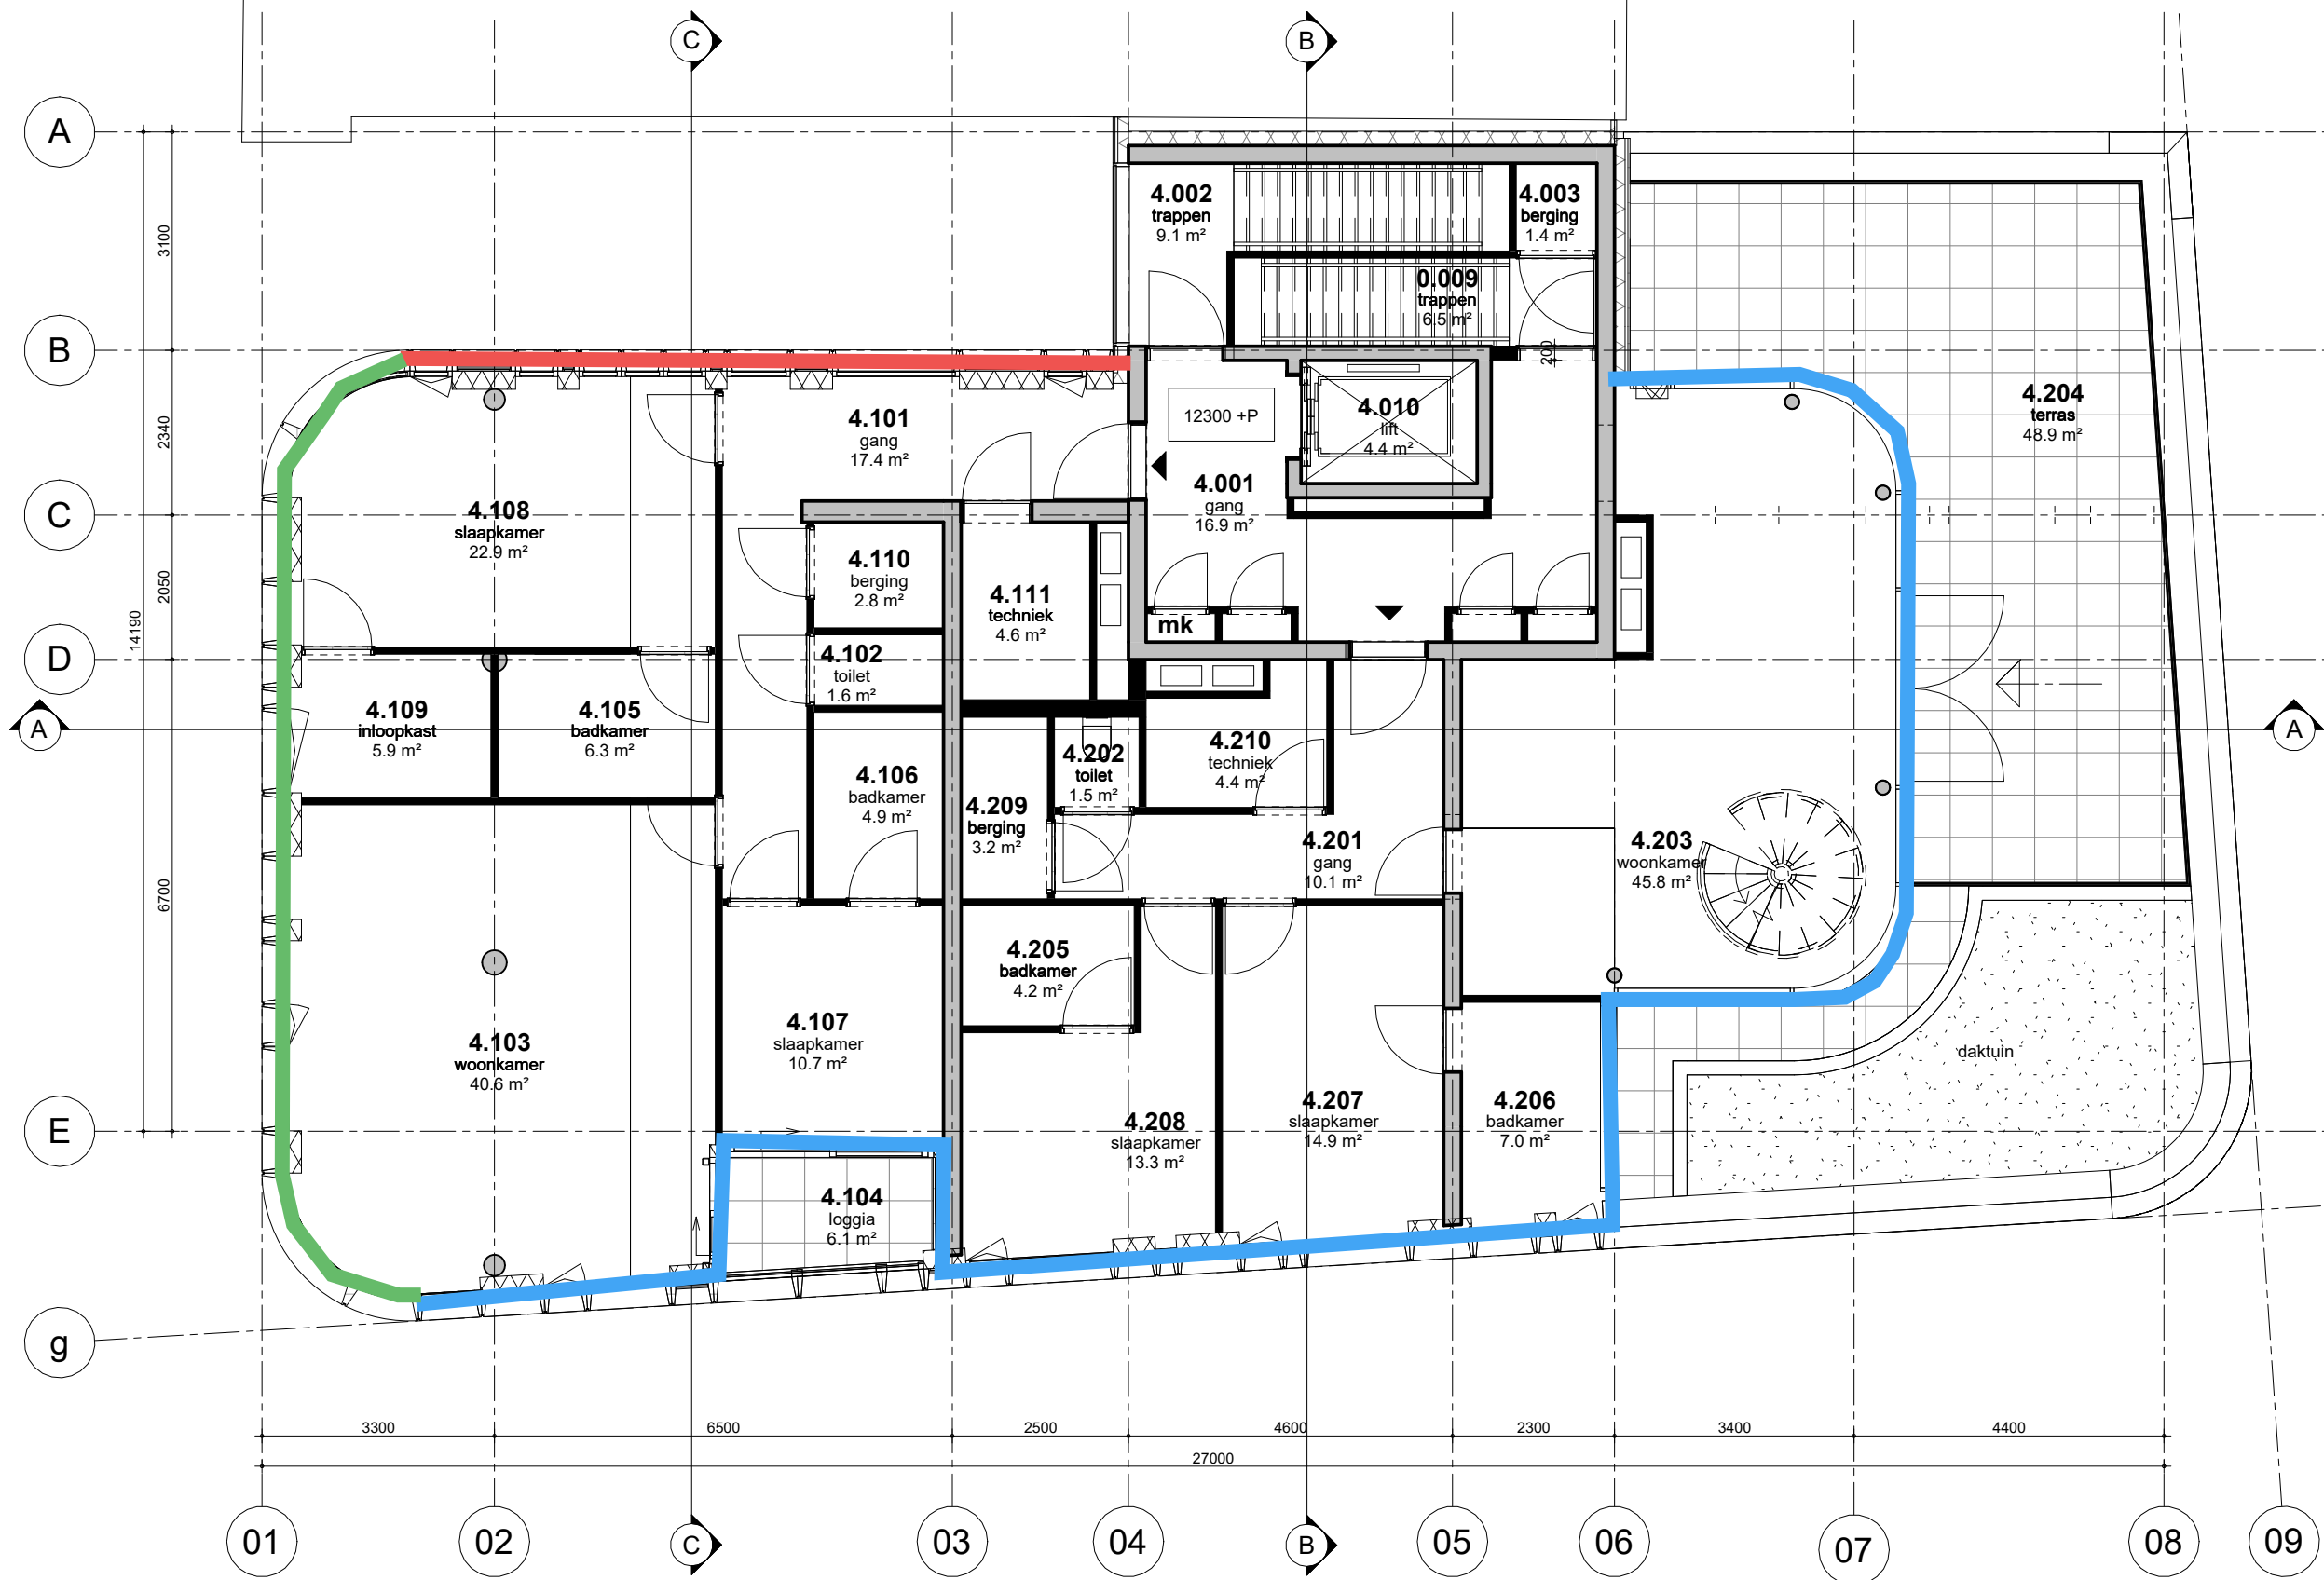 C
B
A
B
C
D
E
g
A
A
3100
2340
2050
6700
14190
4.002
trappen
9.1 m²
4.003
berging
1.4 m²
0.009
trappen
6.5 m²
200
4.204
terras
48.9 m²
4.101
gang
17.4 m²
12300 +P
4.010
lift
4.4 m²
4.001
gang
16.9 m²
4.108
slaapkamer
22.9 m²
4.110
berging
2.8 m²
4.111
techniek
4.6 m²
mk
4.102
toilet
1.6 m²
4.109
inloopkast
5.9 m²
4.105
badkamer
6.3 m²
4.106
badkamer
4.9 m²
4.202
toilet
1.5 m²
4.210
techniek
4.4 m²
4.209
berging
3.2 m²
4.201
gang
10.1 m²
4.203
woonkamer
45.8 m²
4.205
badkamer
4.2 m²
4.103
woonkamer
40.6 m²
4.107
slaapkamer
10.7 m²
daktuin
4.208
slaapkamer
13.3 m²
4.207
slaapkamer
14.9 m²
4.206
badkamer
7.0 m²
4.104
loggia
6.1 m²
3300
6500
2500
4600
2300
3400
4400
27000
01
02
C
03
04
B
05
06
07
08
09